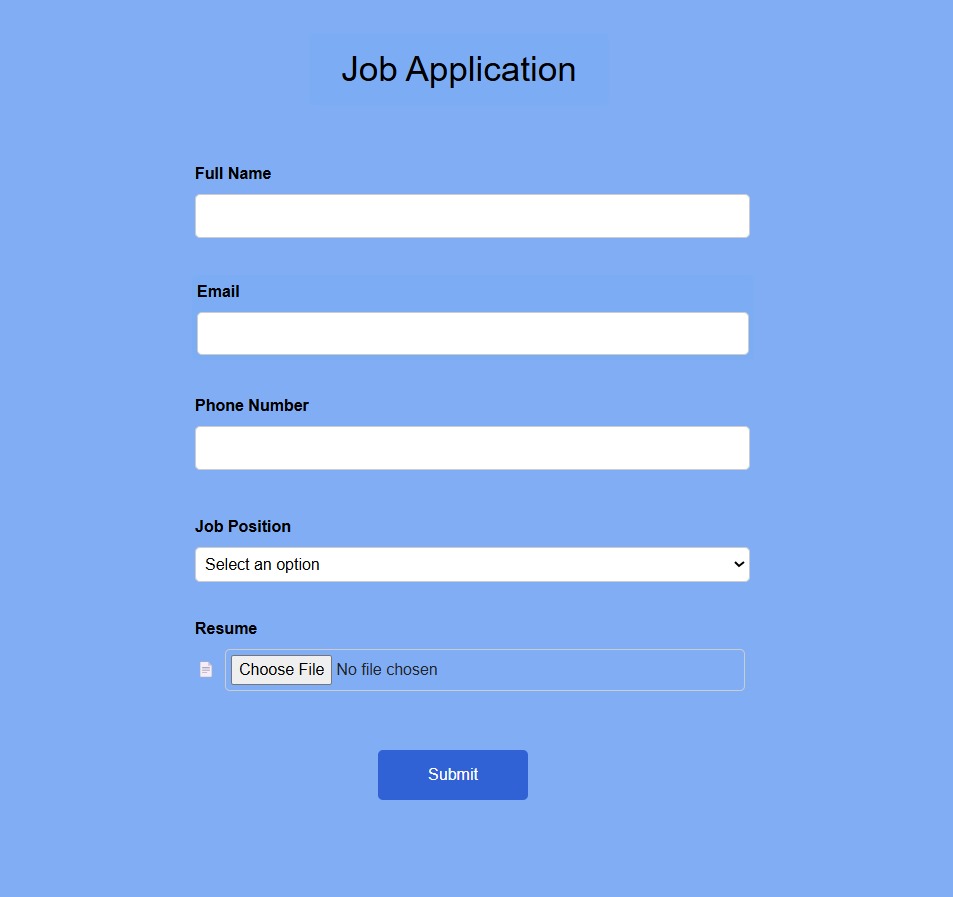 Job Application
Full Name
Email
Phone Number
Job Position
Select an option
Resume
Choose File No file chosen
Submit